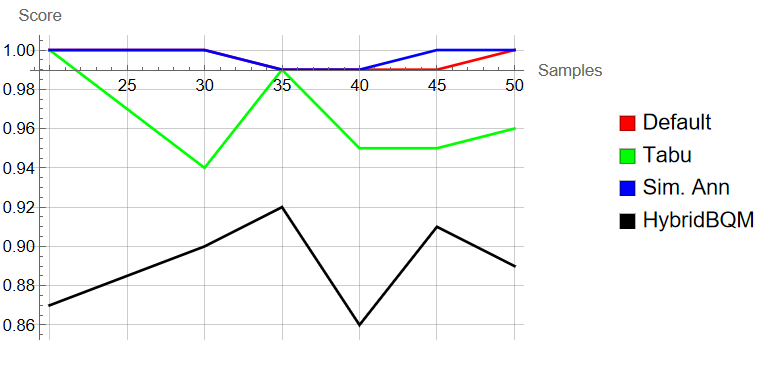 Score
1.00
0.98
0.96
0.94
0.92
0.90
0.88
0.86
25 30 35 40 45 50
Samples
Default
Tabu
Sim. Ann
HybridBQM